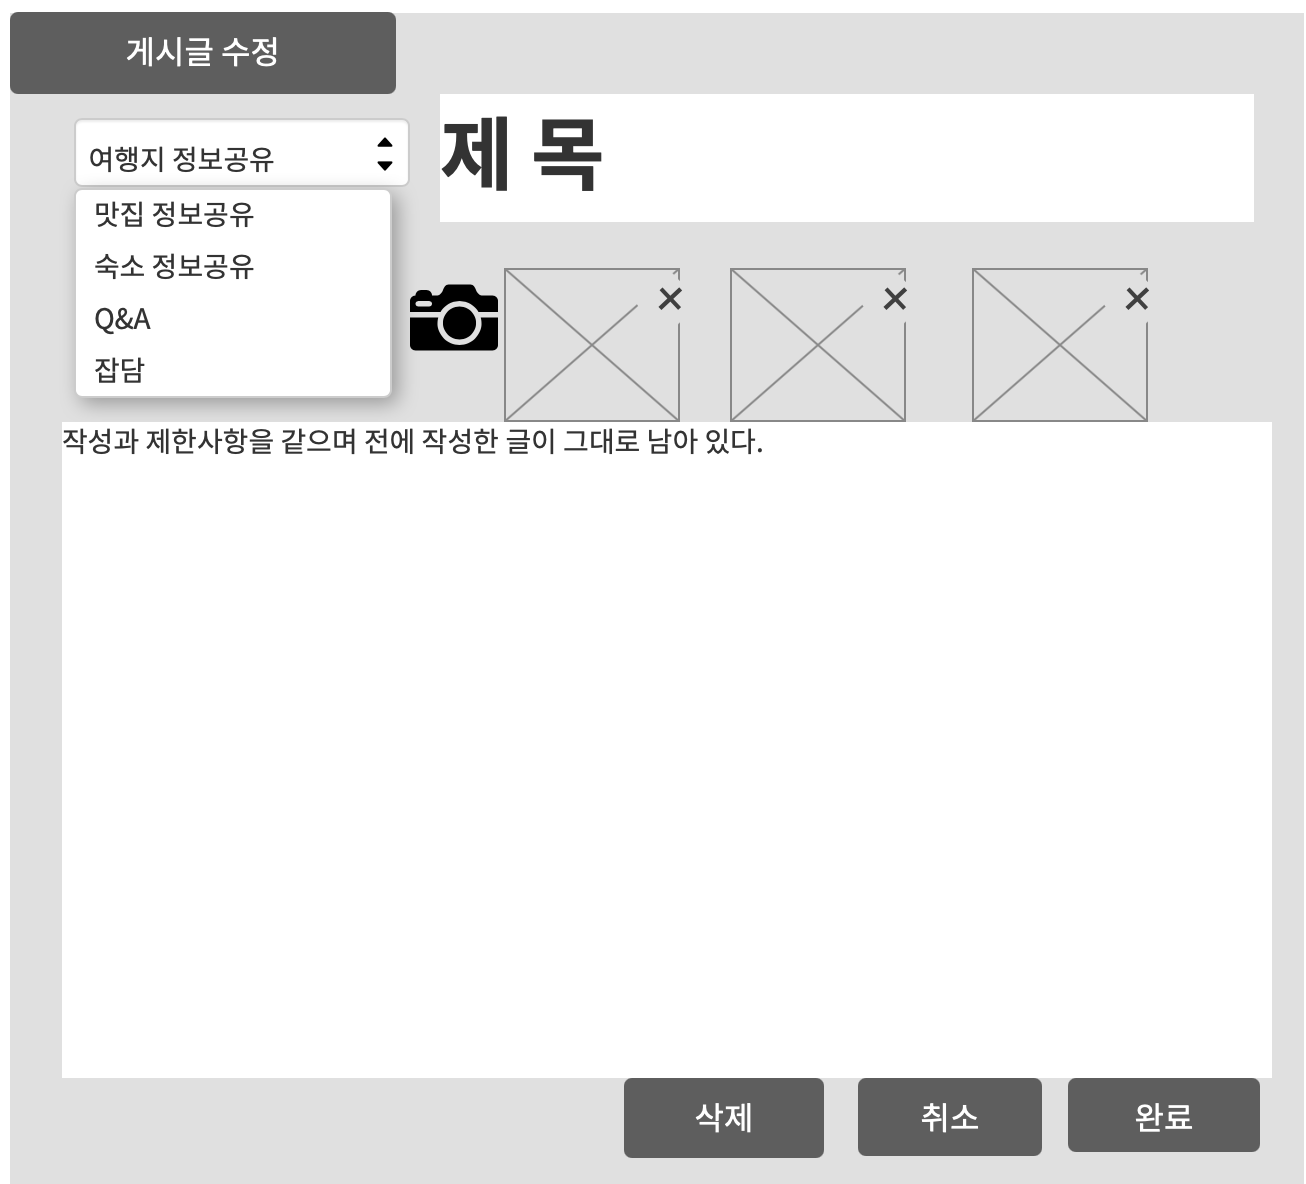 게시글 수정
여행지 정보공유
제 목
맛집 정보공유
숙소 정보공유
Q&A
잡담
작성과 제한사항을 같으며 전에 작성한 글이 그대로 남아 있다.
삭제
취소
완료